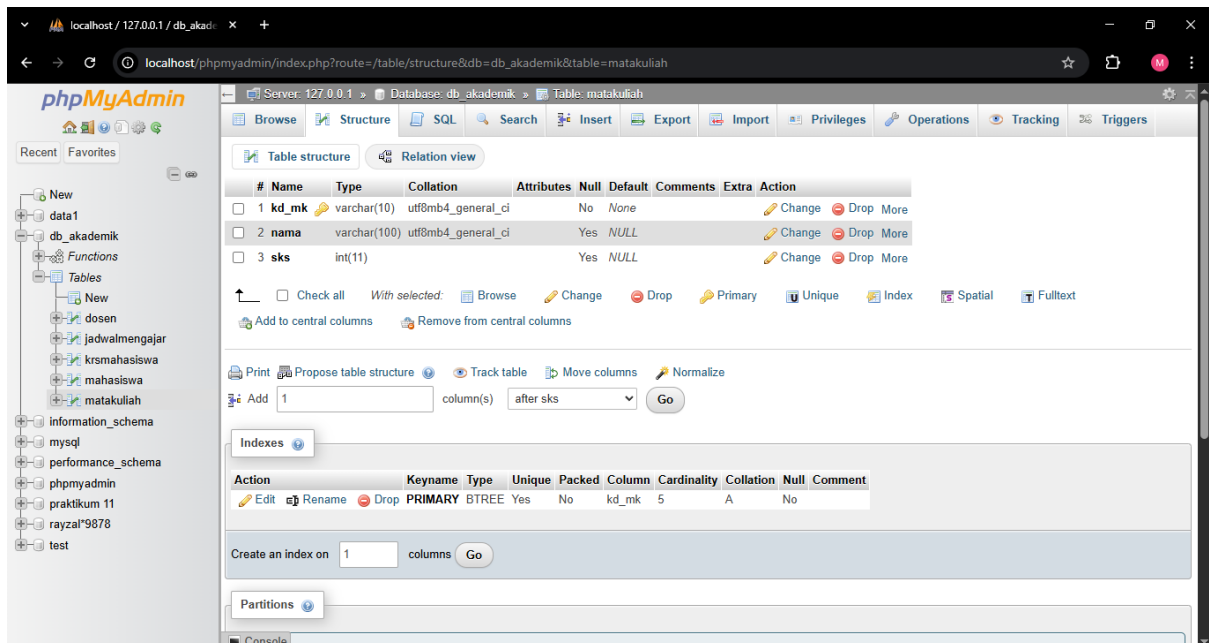 localhost / 127.0.0.1 / db_akade
localhost/phpmyadmin/index.php?route=/table/structure&db=db_akademik&table=matakuliah
M
phpMyAdmin
Recent Favorites
New
data1
db_akademik
Functions
Tables
New
dosen
jadwalmengajar
krsmahasiswa
mahasiswa
matakuliah
information_schema
mysql
performance_schema
phpmyadmin
praktikum 11
rayzal*9878
test
Server: 127.0.0.1 » Database: db_akademik » Table: matakuliah
Browse Structure SQL Search Insert Export Import Privileges Operations Tracking Triggers
Table structure Relation view
# Name Type Collation Attributes Null Default Comments Extra Action
1 kd_mk varchar(10) utf8mb4_general_ci No None Change Drop More
2 nama varchar(100) utf8mb4_general_ci Yes NULL Change Drop More
3 sks int(11) Yes NULL Change Drop More
Check all With selected: Browse Change Drop Primary Unique Index Spatial Fulltext
Add to central columns Remove from central columns
Print Propose table structure Track table Move columns Normalize
Add 1 column(s) after sks Go
Indexes
Action Keyname Type Unique Packed Column Cardinality Collation Null Comment
Edit Rename Drop PRIMARY BTREE Yes No kd_mk 5 A No
Create an index on 1 columns Go
Partitions
Console